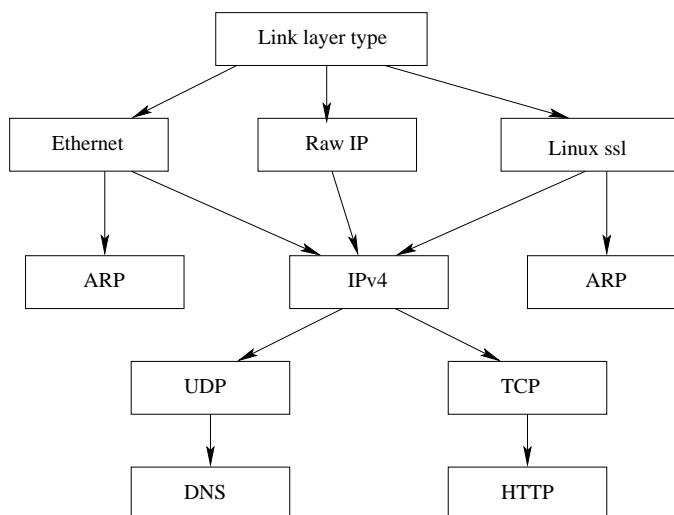 Link layer type
Ethernet
Raw IP
Linux ssl
ARP
IPv4
ARP
UDP
TCP
DNS
HTTP